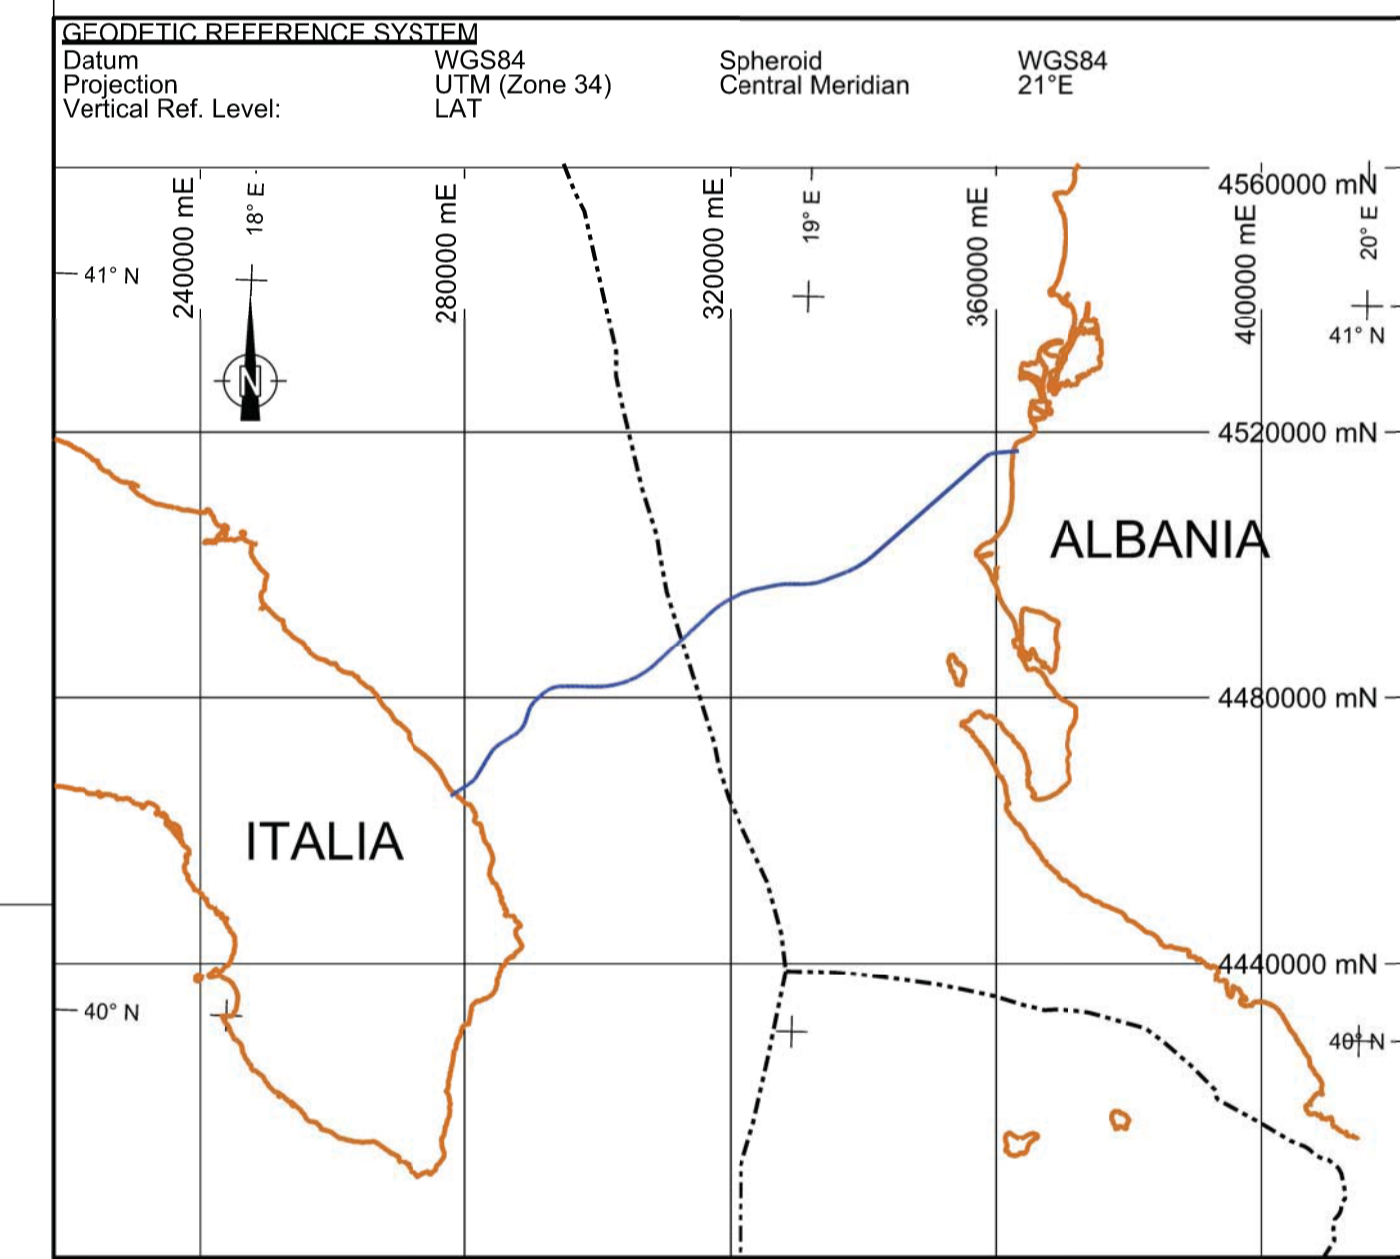 GEODETIC REFERENCE SYSTEM
Datum WGS84 Spheroid WGS84
Projection UTM (Zone 34) Central Meridian 21°E
Vertical Ref. Level: LAT
240000 mE
18° E
280000 mE
320000 mE
19° E
360000 mE
400000 mE
20° E
4560000 mN
41° N
41° N
N
4520000 mN
ALBANIA
4480000 mN
ITALIA
4440000 mN
40° N
40° N